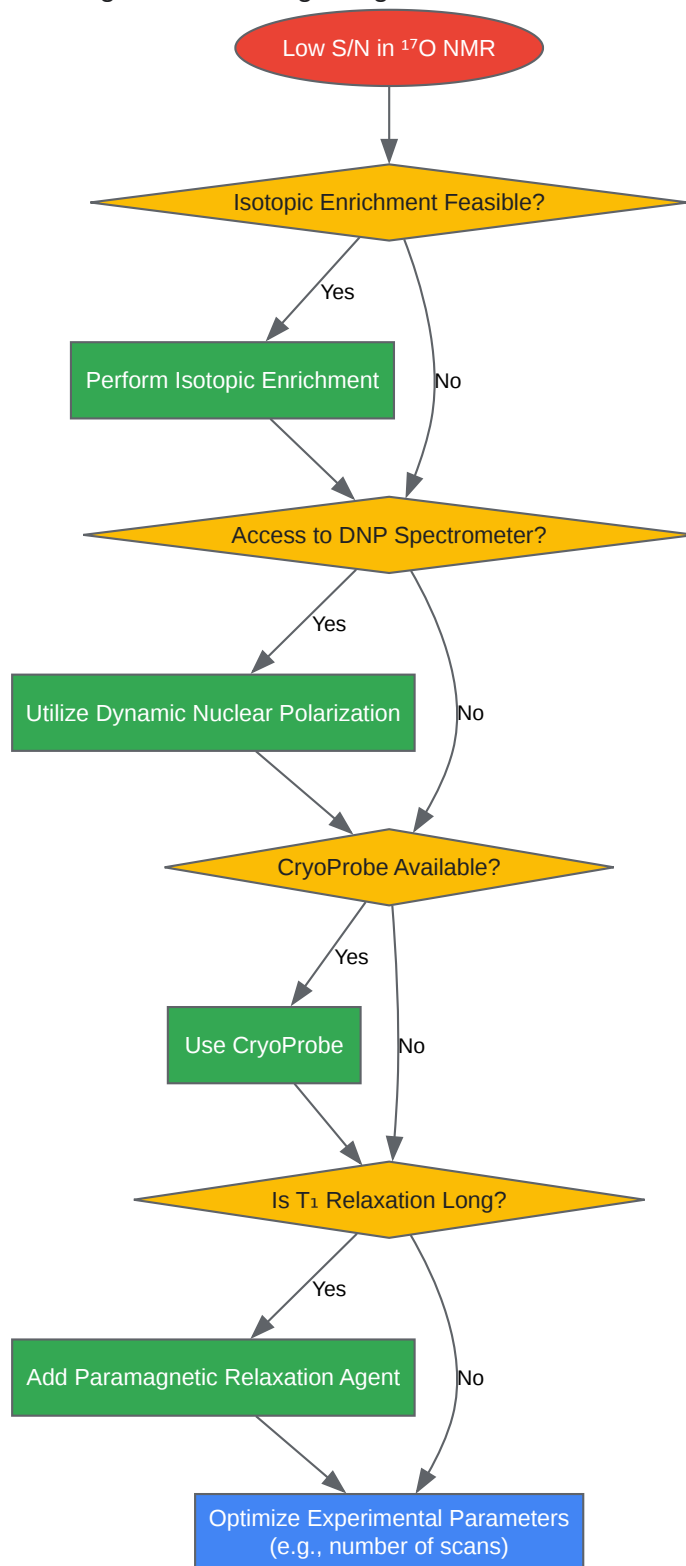 Low S/N in ¹⁷O NMR
Isotopic Enrichment Feasible?
Yes
Perform Isotopic Enrichment
No
Access to DNP Spectrometer?
Yes
Utilize Dynamic Nuclear Polarization
No
CryoProbe Available?
Yes
Use CryoProbe
No
Is T₁ Relaxation Long?
Yes
Add Paramagnetic Relaxation Agent
No
Optimize Experimental Parameters
(e.g., number of scans)